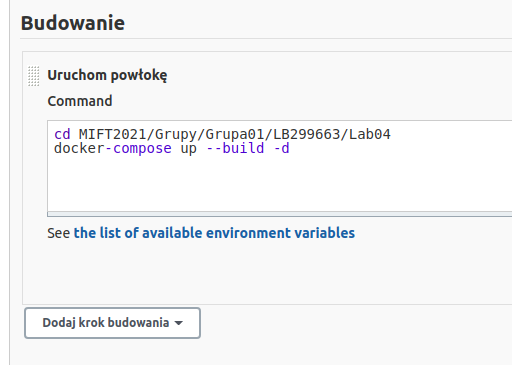 Budowanie
Uruchom powłokę
Command
cd MIFT2021/Grupy/Grupa01/LB299663/Lab04
docker-compose up --build -d
See the list of available environment variables
Dodaj krok budowania